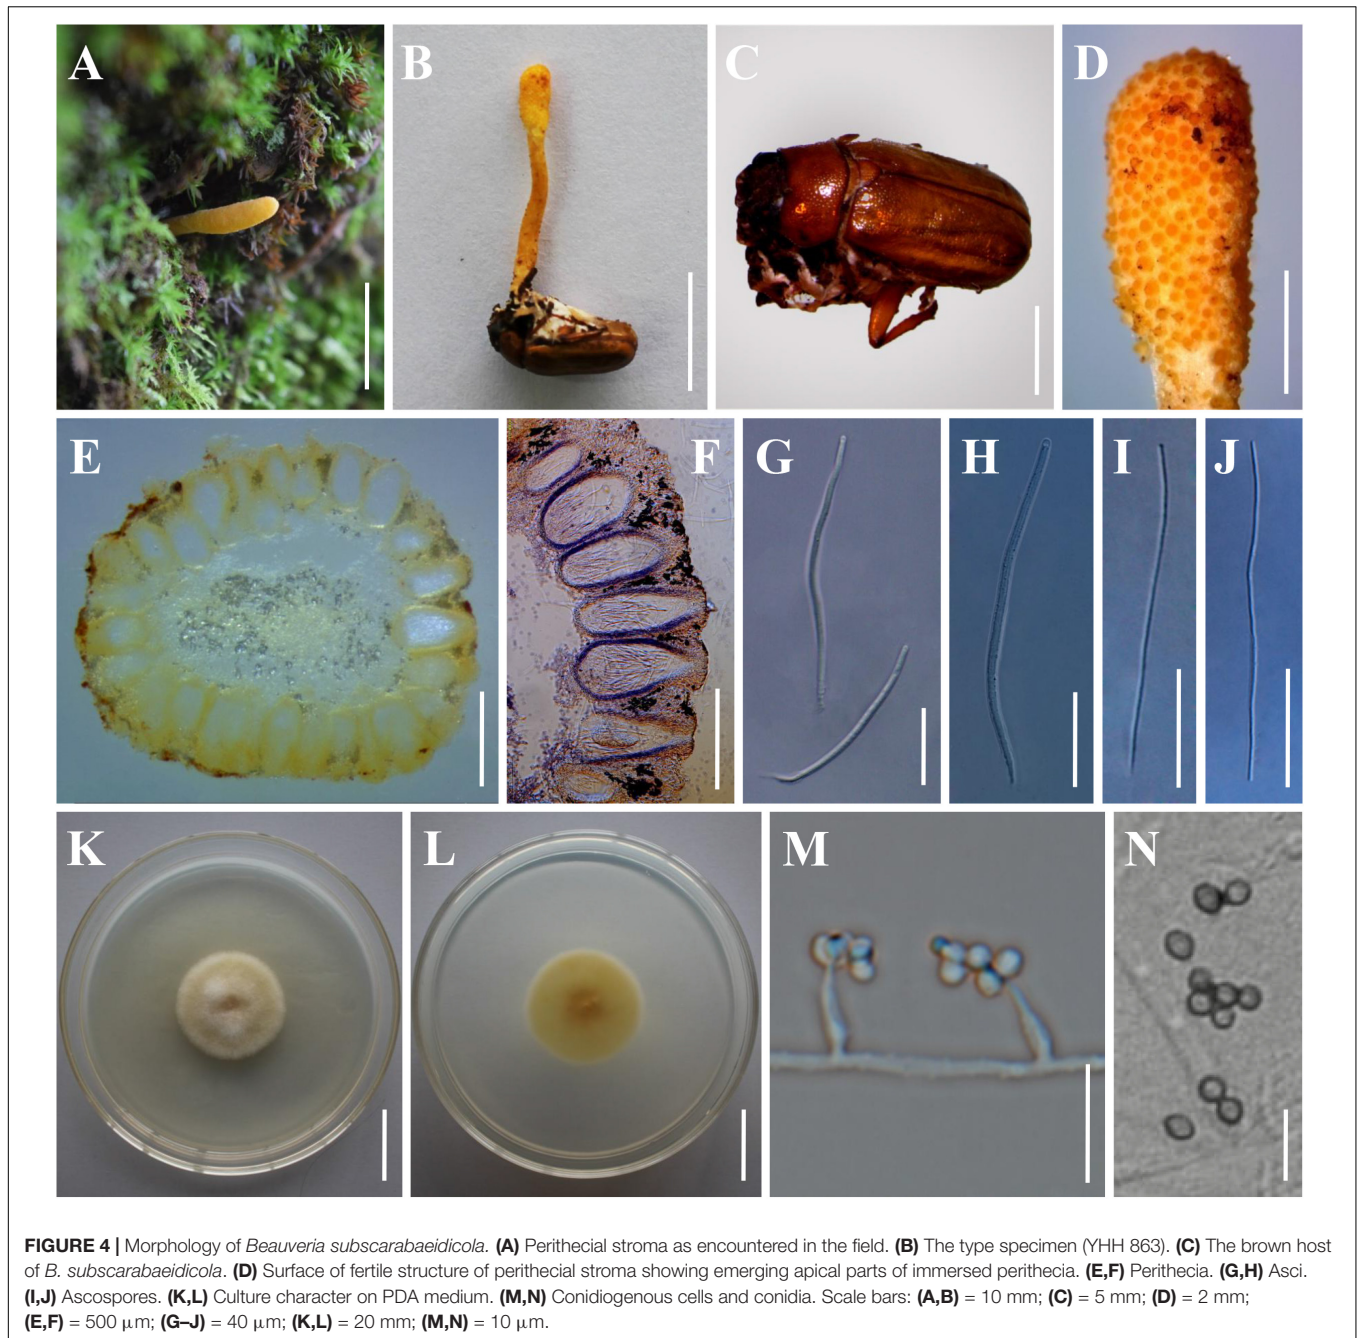 A
B
C
D
E
F
G
H
I
J
K
L
M
N
FIGURE 4 | Morphology of Beauveria subscarabaeidicola. (A) Perithecial stroma as encountered in the field. (B) The type specimen (YHH 863). (C) The brown host
of B. subscarabaeidicola. (D) Surface of fertile structure of perithecial stroma showing emerging apical parts of immersed perithecia. (E,F) Perithecia. (G,H) Asci.
(I,J) Ascospores. (K,L) Culture character on PDA medium. (M,N) Conidiogenous cells and conidia. Scale bars: (A,B) = 10 mm; (C) = 5 mm; (D) = 2 mm;
(E,F) = 500 μm; (G–J) = 40 μm; (K,L) = 20 mm; (M,N) = 10 μm.